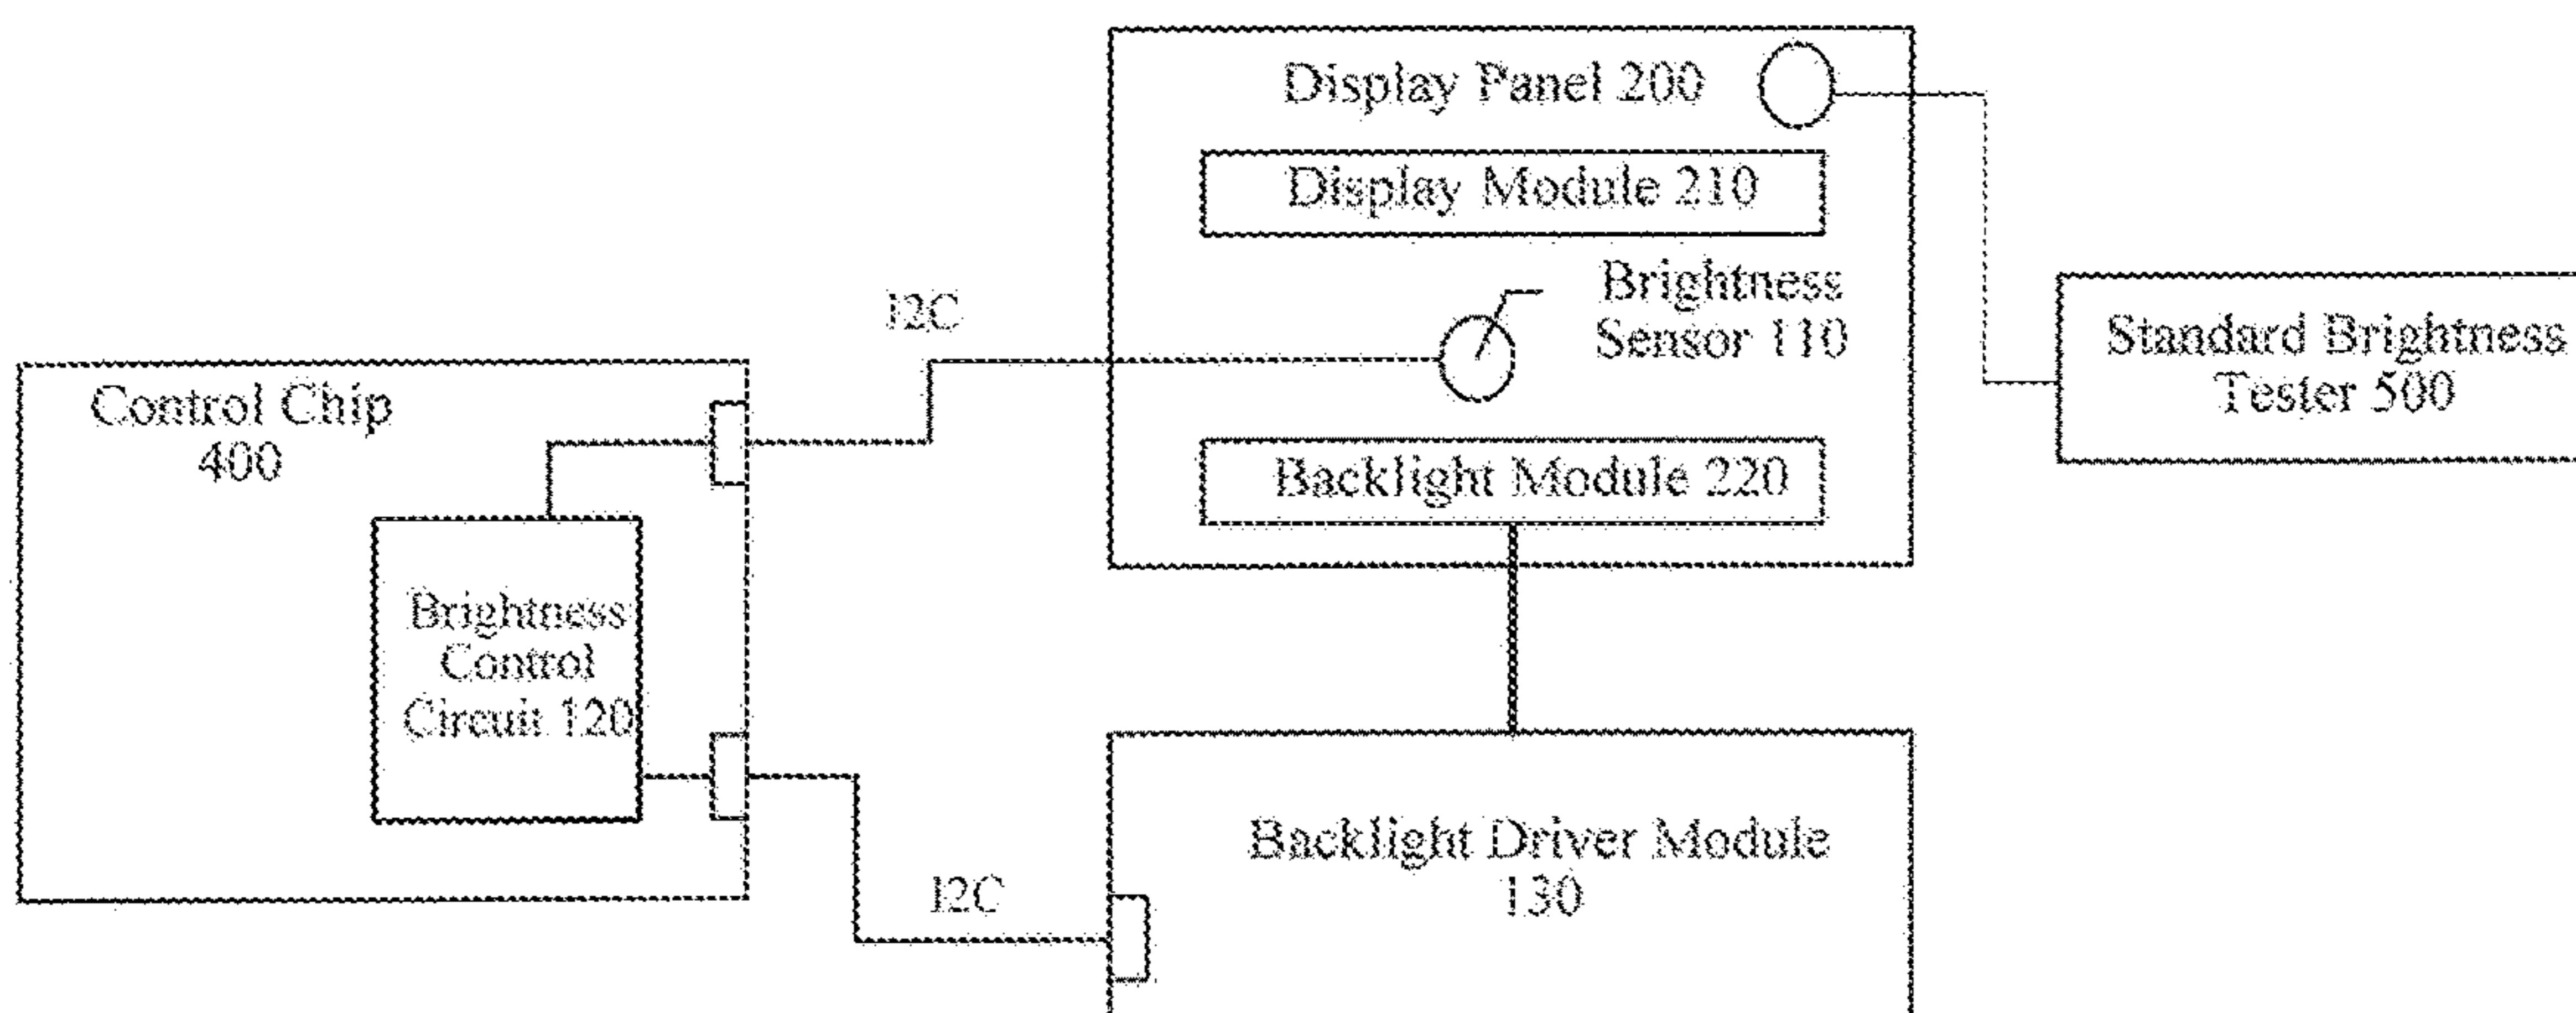 Display Panel 200
Display Module 210
Brightness
Sensor 110
I2C
Standard Brightness
Tester 500
Control Chip
400
Backlight Module 220
Brightness
Control
Circuit 120
Backlight Driver Module
130
I2C